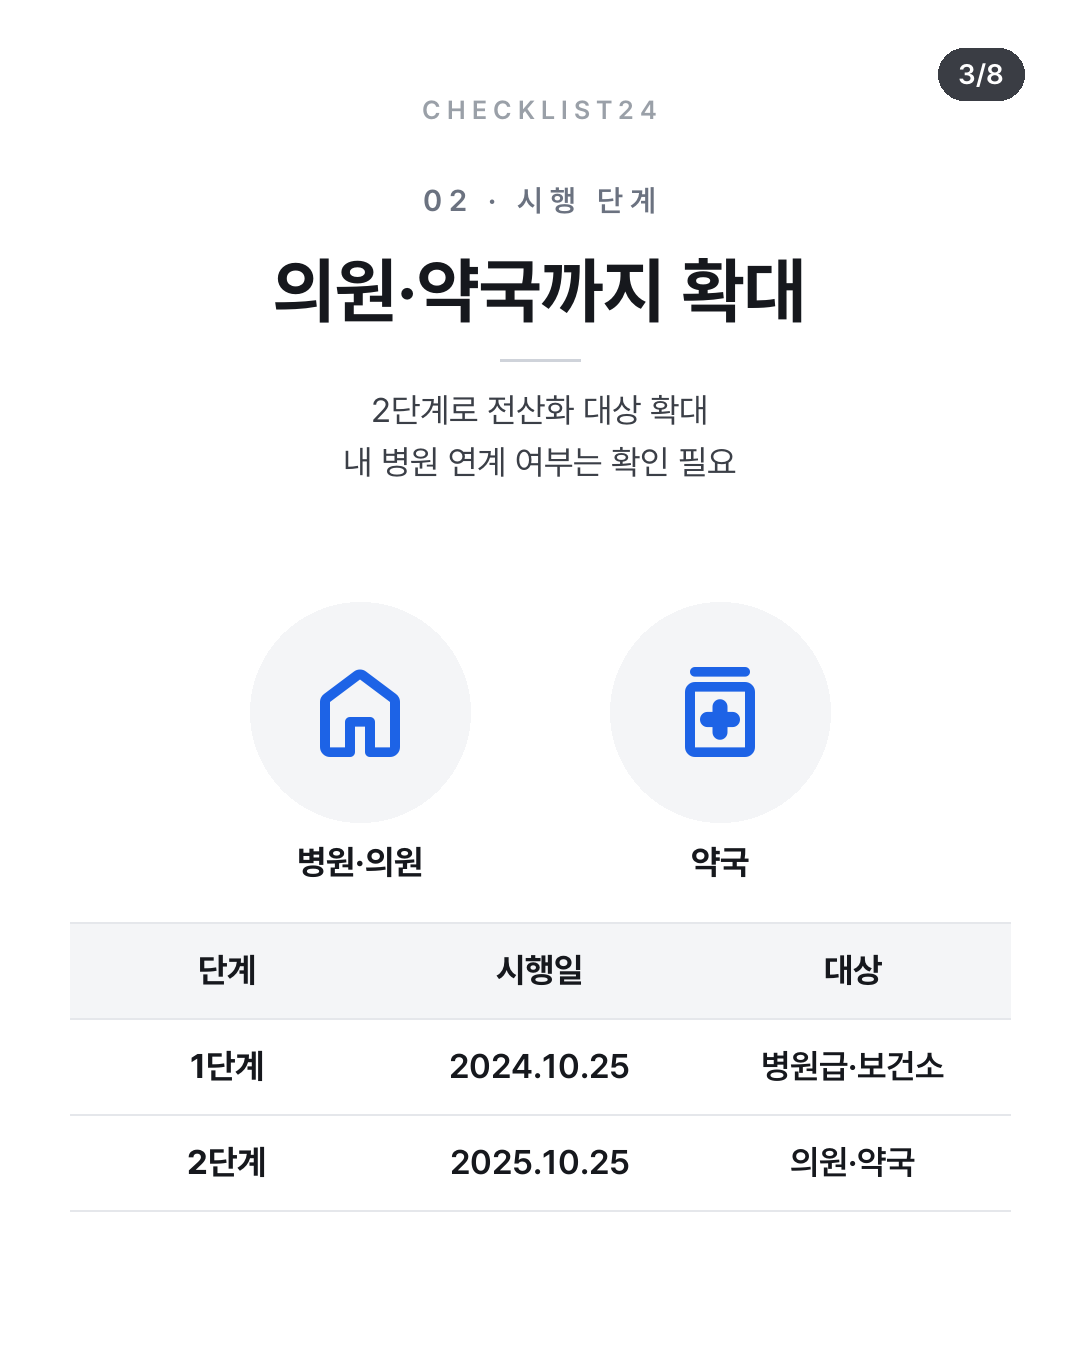 3/8
CHECKLIST24
02 · 시행 단계
의원·약국까지 확대
2단계로 전산화 대상 확대
내 병원 연계 여부는 확인 필요
병원·의원 약국
단계 시행일 대상
1단계 2024.10.25 병원급·보건소
2단계 2025.10.25 의원·약국